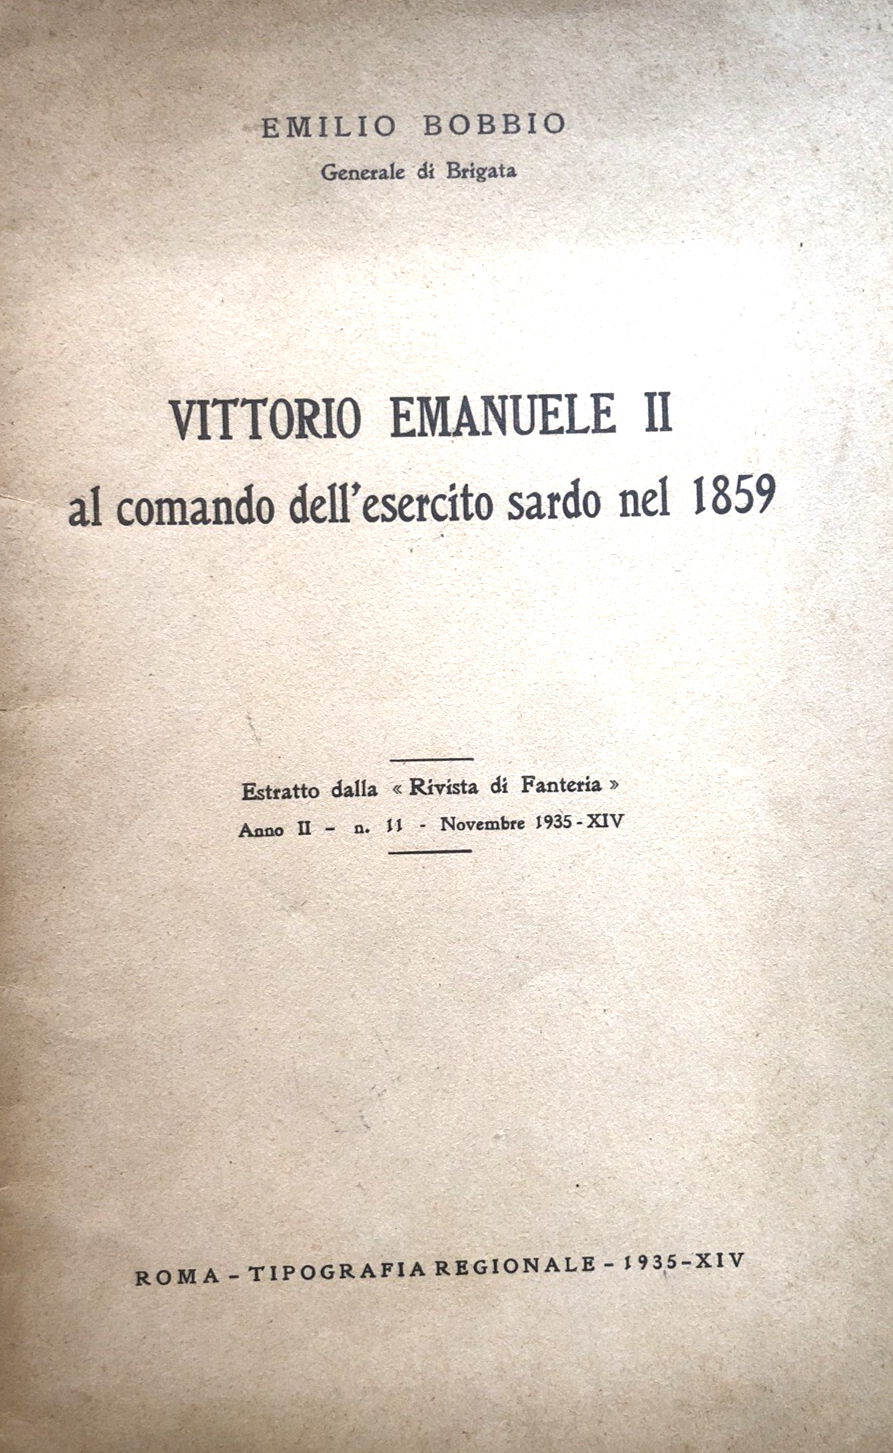 EMILIO BOBBIO
Generale di Brigata
VITTORIO EMANUELE II
al comando dell'esercito sardo nel 1859
Estratto dalla « Rivista di Fanteria »
Anno II – n. 11 - Novembre 1935-XIV
ROMA – TIPOGRAFIA REGIONALE – 1935-XIV